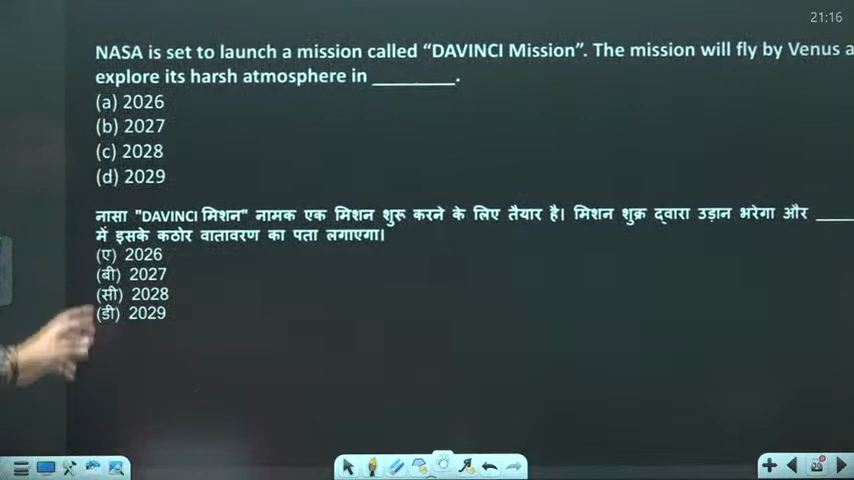 21:16
NASA is set to launch a mission called “DAVINCI Mission”. The mission will fly by Venus a
explore its harsh atmosphere in ________.
(a) 2026
(b) 2027
(c) 2028
(d) 2029
नासा "DAVINCI मिशन" नामक एक मिशन शुरू करने के लिए तैयार है। मिशन शुक्र द्वारा उड़ान भरेगा और ____
में इसके कठोर वातावरण का पता लगाएगा।
(ए) 2026
(बी) 2027
(सी) 2028
(डी) 2029